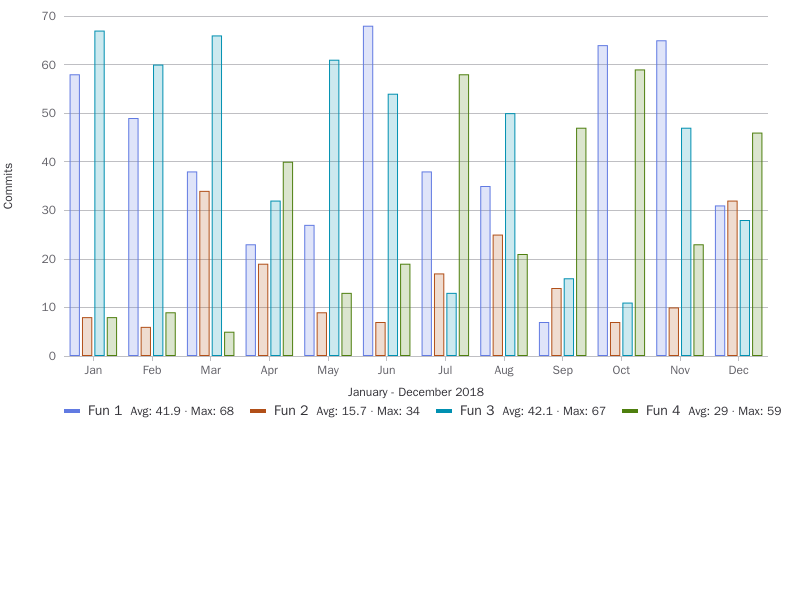 70
60
50
40
30
20
10
0
Commits
Jan Feb Mar Apr May Jun Jul Aug Sep Oct Nov Dec
January - December 2018
Fun 1 Avg: 41.9 · Max: 68 Fun 2 Avg: 15.7 · Max: 34 Fun 3 Avg: 42.1 · Max: 67 Fun 4 Avg: 29 · Max: 59